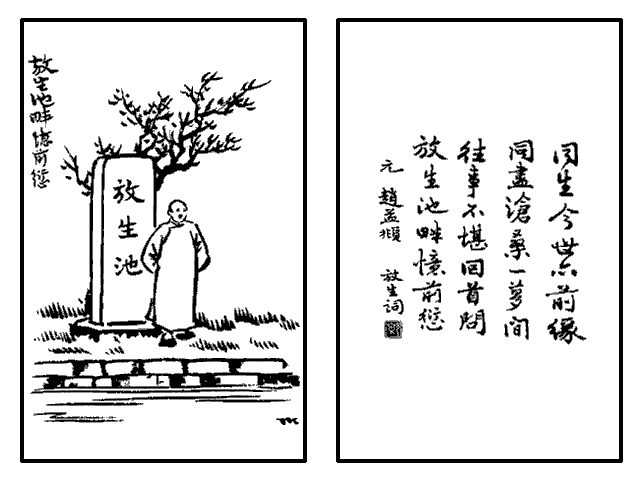 放生池畔憶前愆
放生池
同生今世亦前緣
同盡滄桑一夢間
往事不堪回首問
放生池畔憶前愆
元 趙孟頫 放生詞